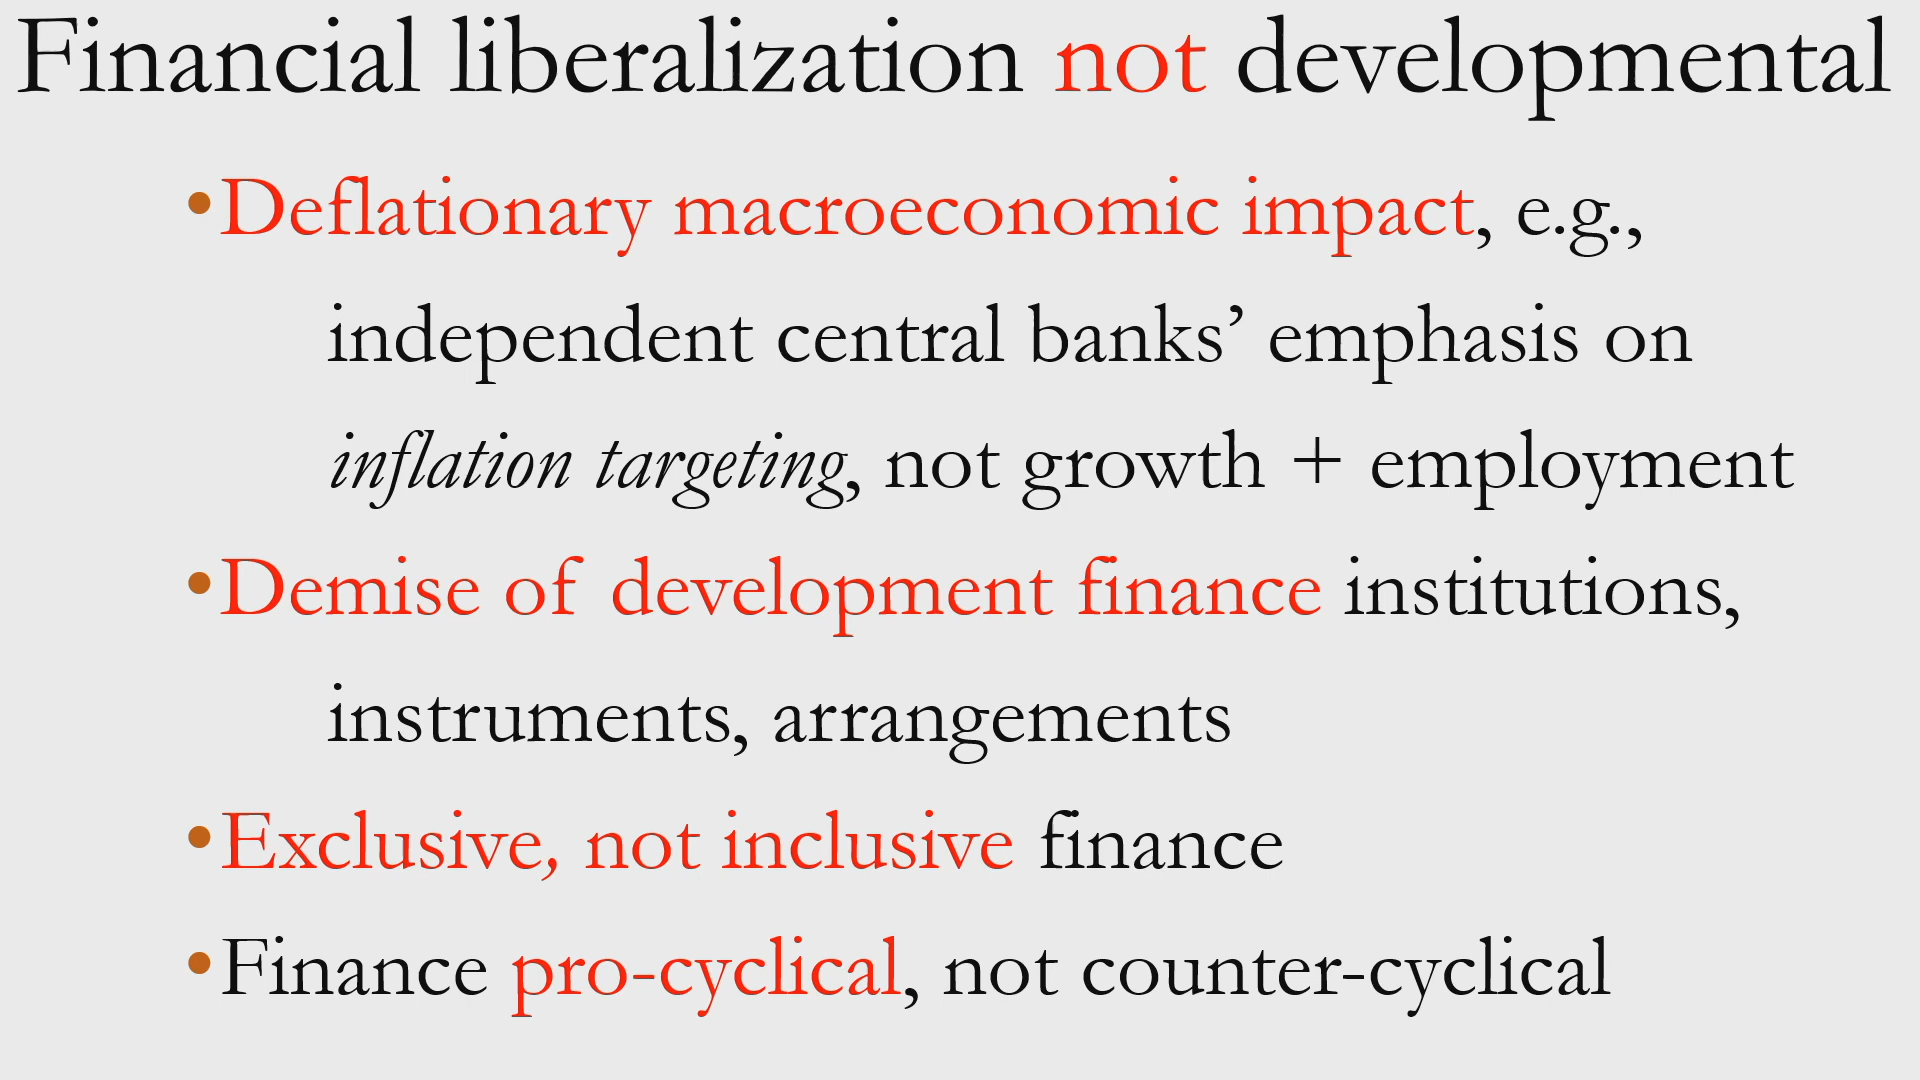 Financial liberalization not developmental
•Deflationary macroeconomic impact, e.g.,
independent central banks’ emphasis on
inflation targeting, not growth + employment
•Demise of development finance institutions,
instruments, arrangements
•Exclusive, not inclusive finance
•Finance pro-cyclical, not counter-cyclical